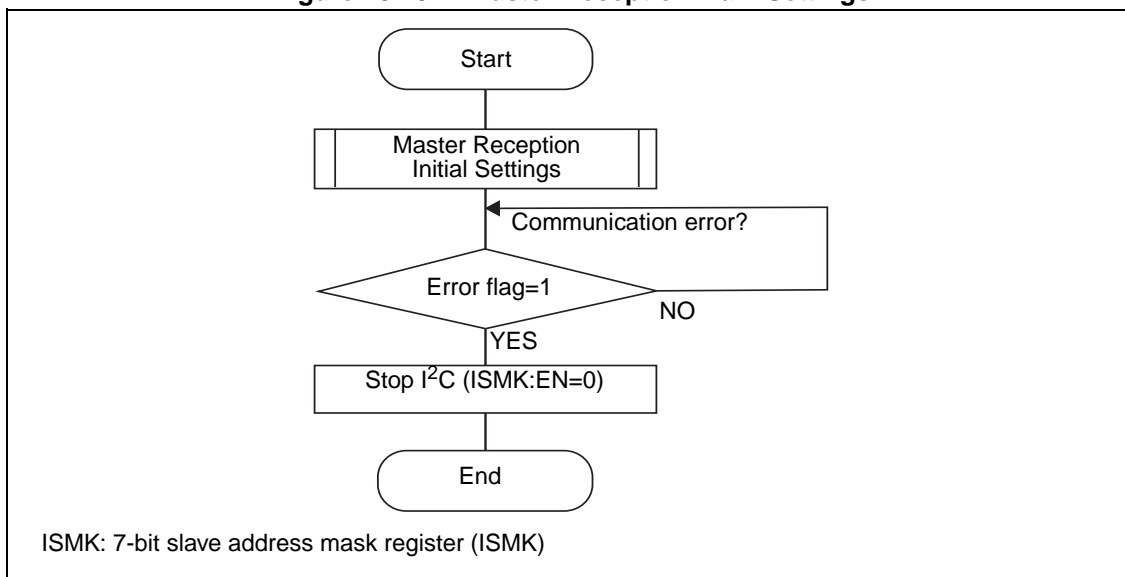 Start
Master Reception
Initial Settings
Communication error?
Error flag=1
NO
YES
Stop I²C (ISMK:EN=0)
End
ISMK: 7-bit slave address mask register (ISMK)